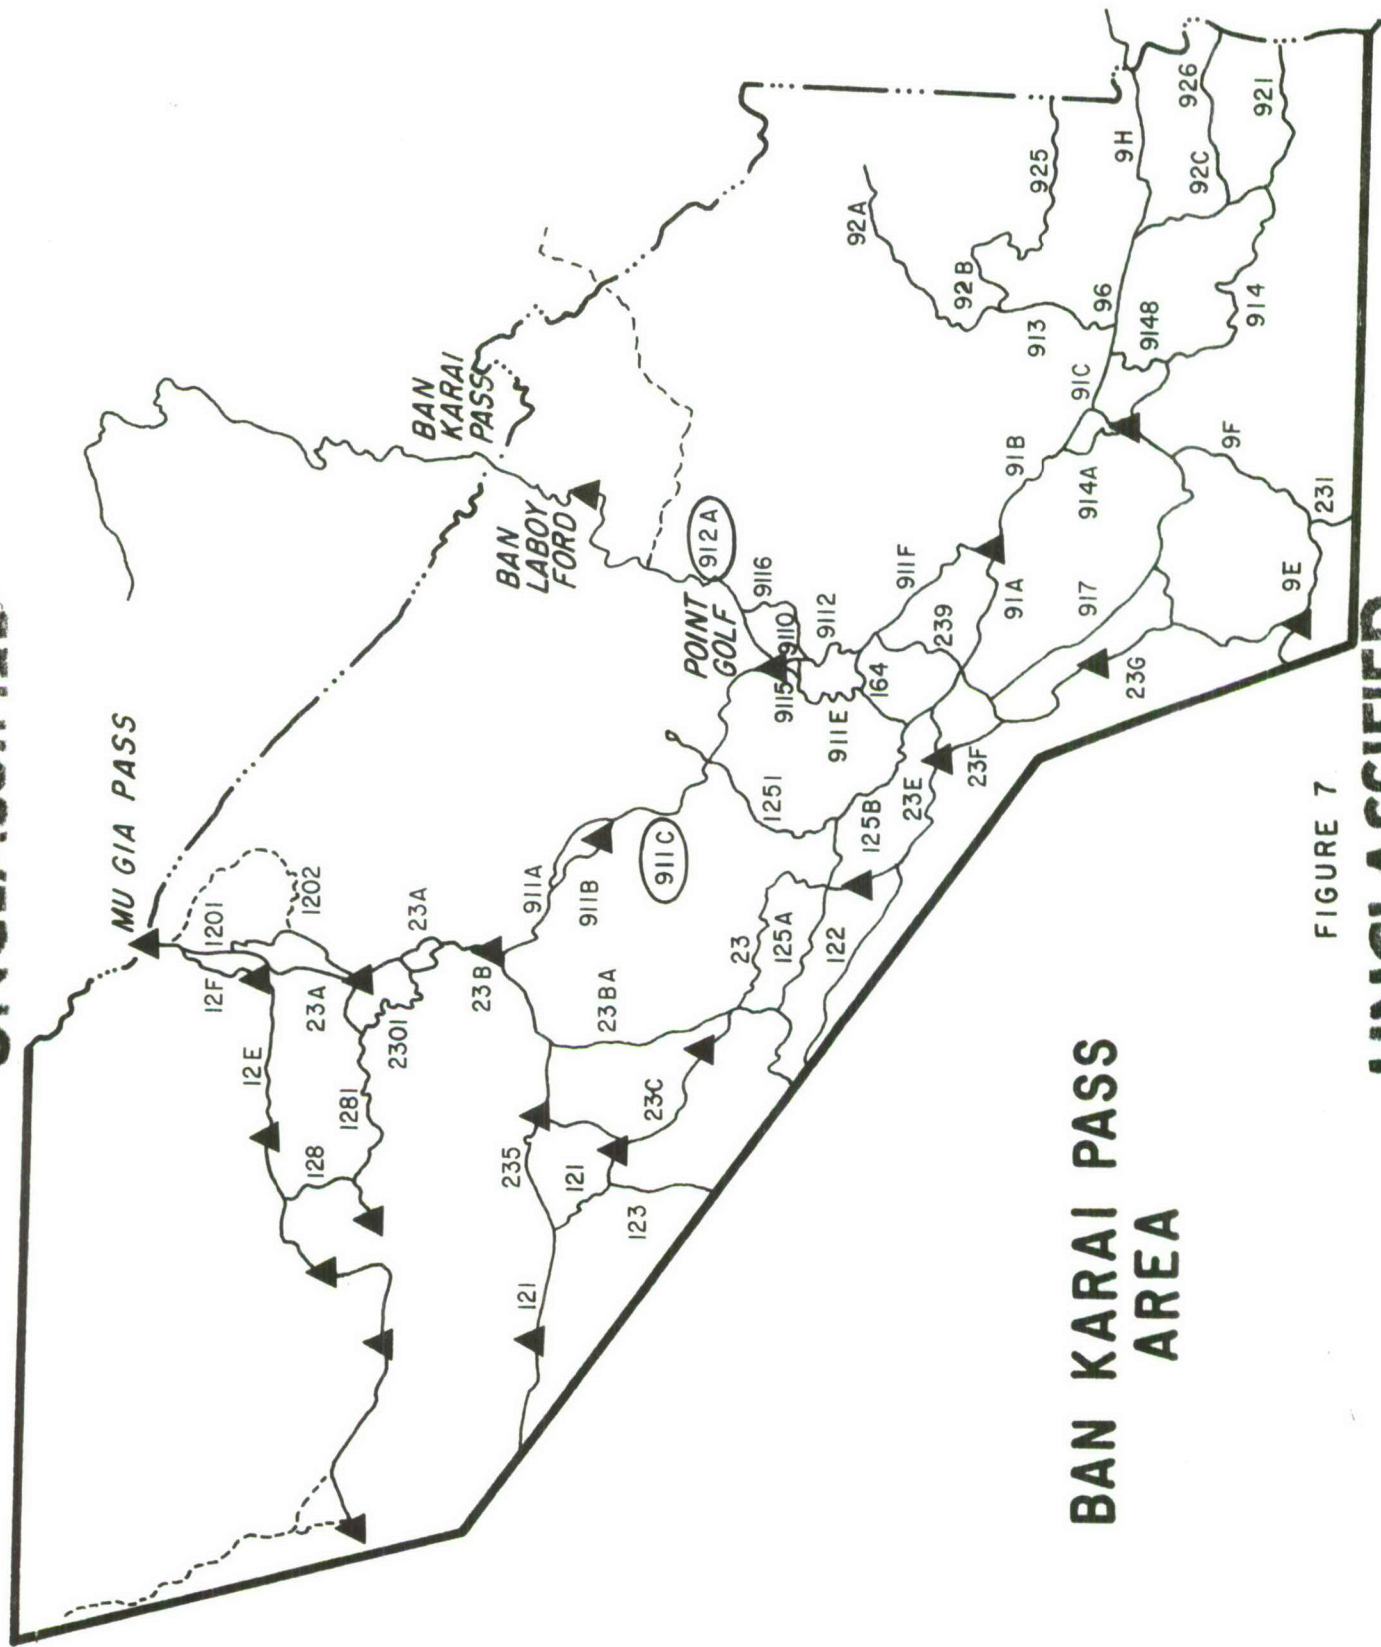 UNCLASSIFIED
MU GIA PASS
BAN
KARAI
PASS
BAN
LABOY
FORD
POINT
GOLF
912A
911C
1201
1202
12F
12E
23A
23A
2301
1281
128
23B
911A
911B
23BA
235
121
121
123
23C
23
125A
122
125B
1251
23E
23F
23G
9116
9110
9112
9115
911E
164
911F
239
91A
917
91B
914A
91C
9F
231
9E
92A
92B
925
913
96
9H
914B
914
92C
926
921
BAN KARAI PASS
AREA
FIGURE 7
UNCLASSIFIED